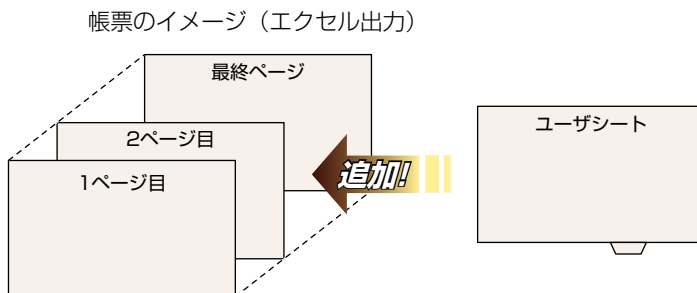 帳票のイメージ（エクセル出力）
最終ページ
2ページ目
1ページ目
追加!
ユーザシート